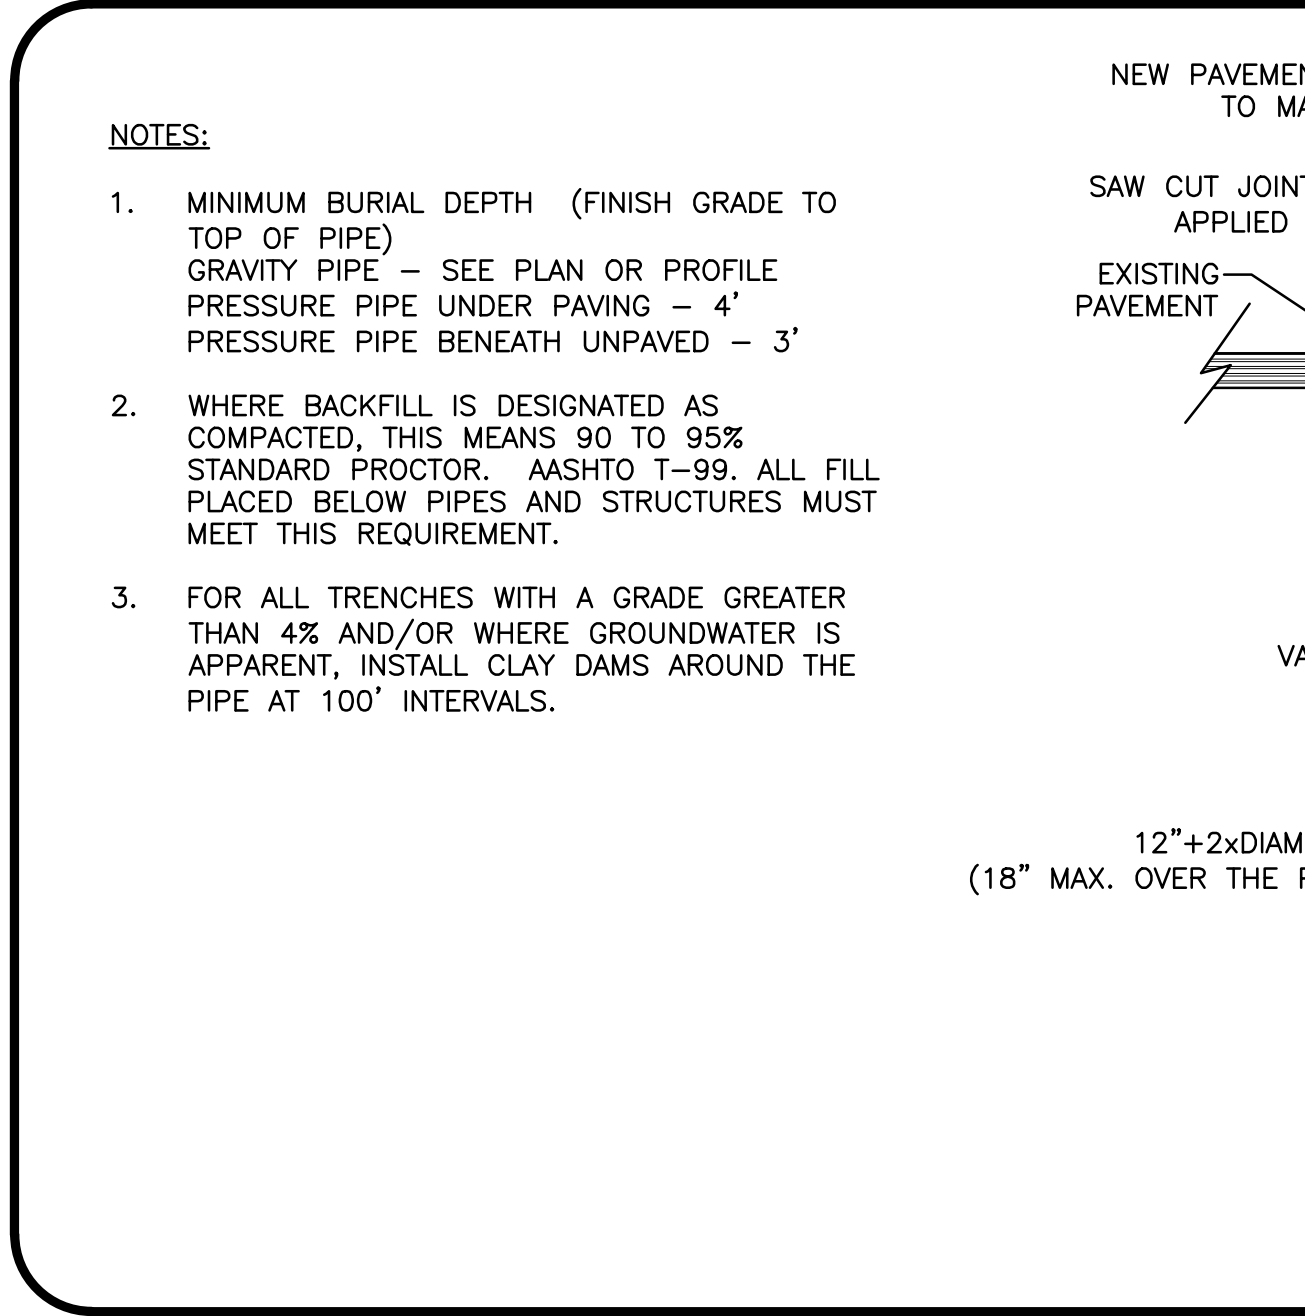 NOTES:
1. MINIMUM BURIAL DEPTH (FINISH GRADE TO
TOP OF PIPE)
GRAVITY PIPE – SEE PLAN OR PROFILE
PRESSURE PIPE UNDER PAVING – 4'
PRESSURE PIPE BENEATH UNPAVED – 3'
2. WHERE BACKFILL IS DESIGNATED AS
COMPACTED, THIS MEANS 90 TO 95%
STANDARD PROCTOR. AASHTO T–99. ALL FILL
PLACED BELOW PIPES AND STRUCTURES MUST
MEET THIS REQUIREMENT.
3. FOR ALL TRENCHES WITH A GRADE GREATER
THAN 4% AND/OR WHERE GROUNDWATER IS
APPARENT, INSTALL CLAY DAMS AROUND THE
PIPE AT 100' INTERVALS.
NEW
TO
SAW CUT
APPLIED
EXISTING
PAVEMENT
12"+2x
(18" MAX. OVER THE